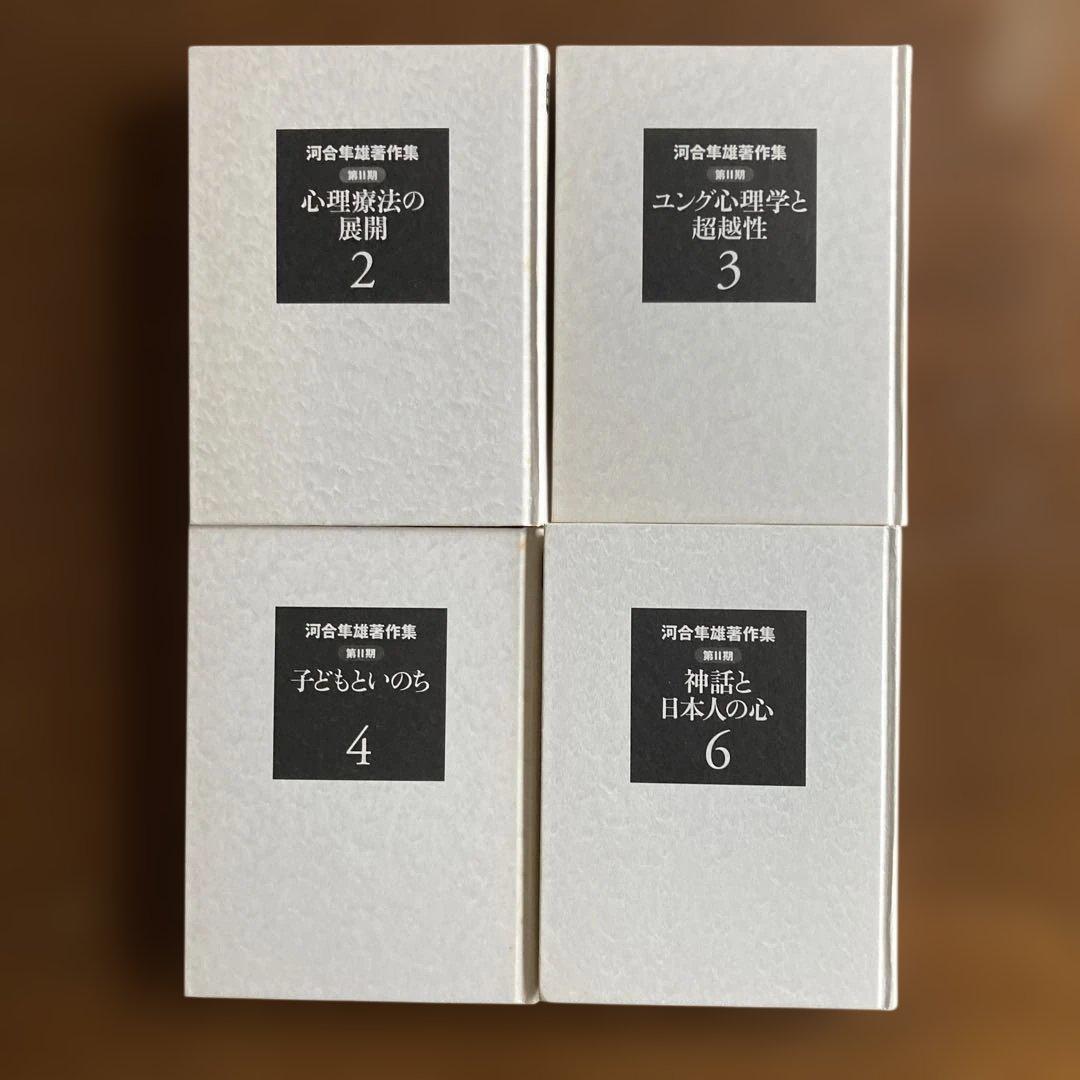 河合隼雄著作集
第II期
心理療法の
展開
2
河合隼雄著作集
第II期
ユング心理学と
超越性
3
河合隼雄著作集
第II期
子どもといのち
4
河合隼雄著作集
第II期
神話と
日本人の心
6